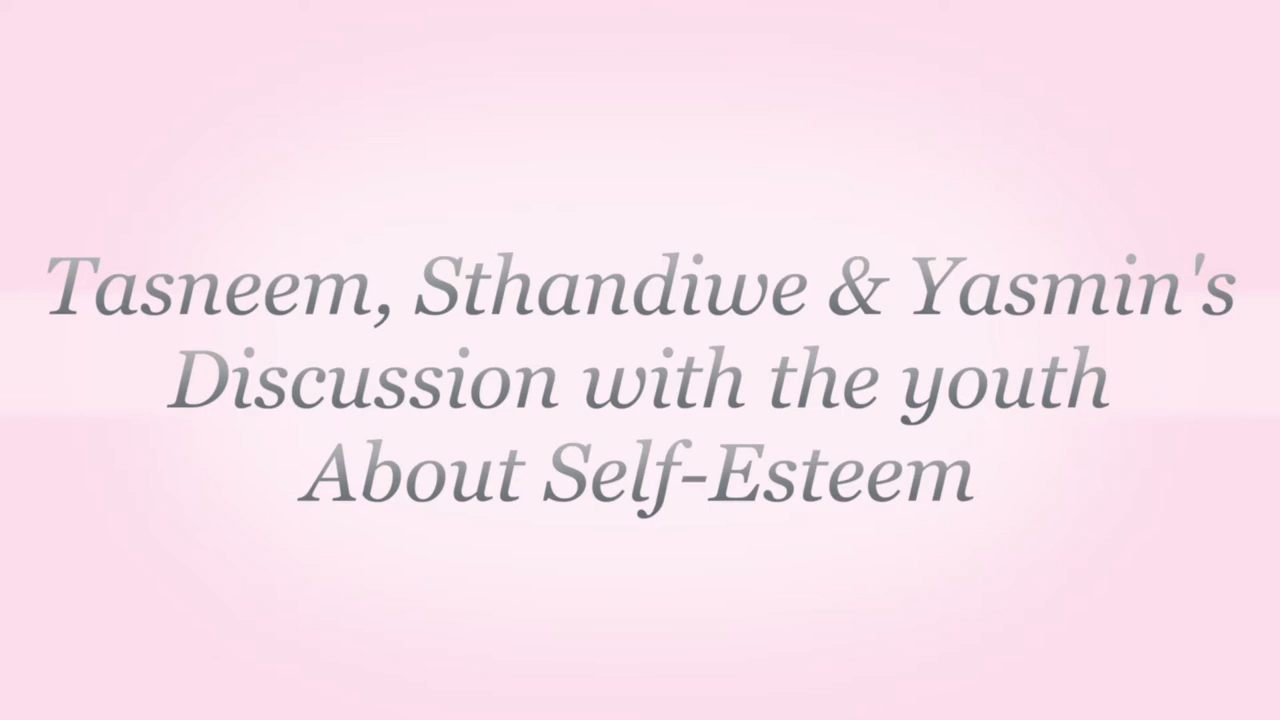 Tasneem, Sthandiwe & Yasmin's
Discussion with the youth
About Self-Esteem